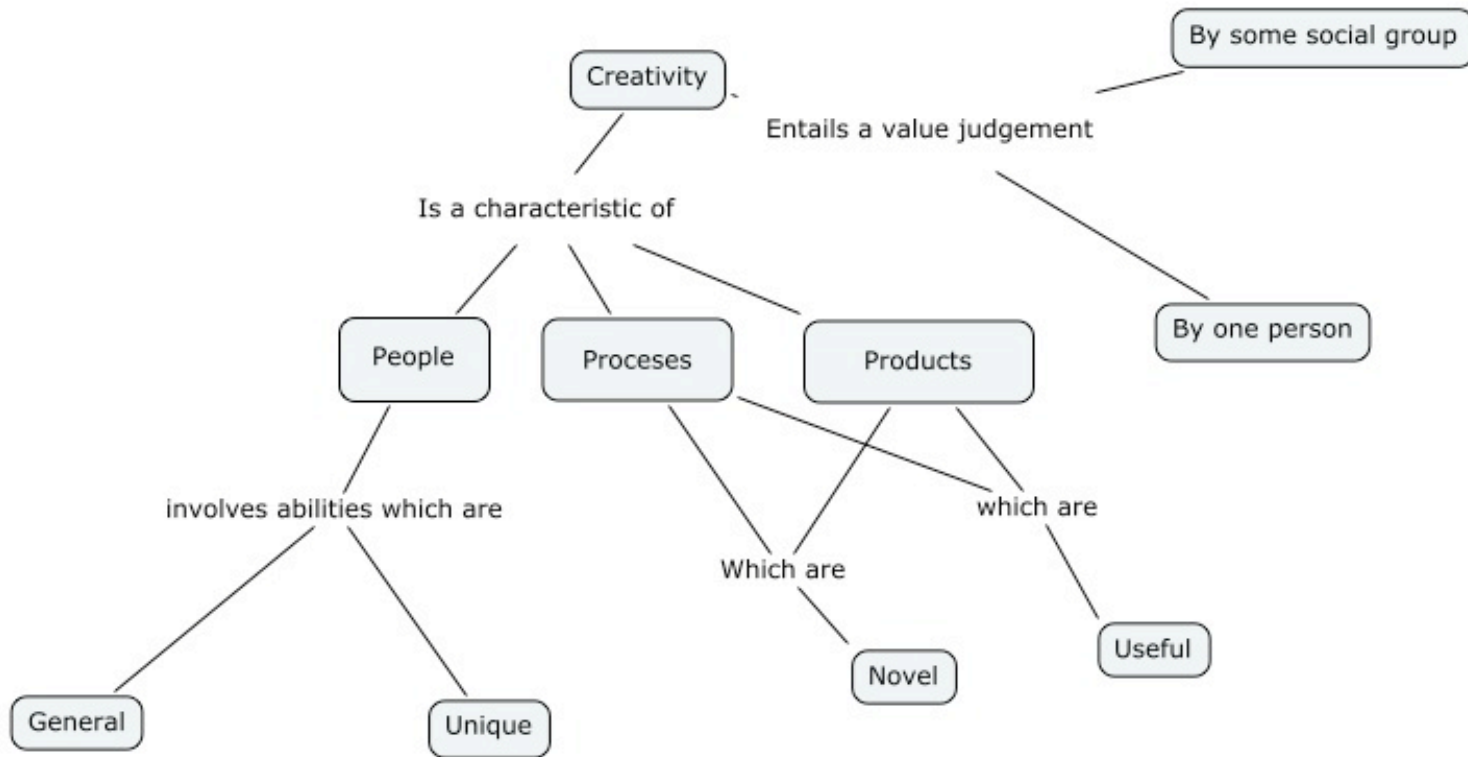 By some social group
Creativity
Entails a value judgement
Is a characteristic of
By one person
People
Proceses
Products
involves abilities which are
which are
Which are
Useful
Novel
General
Unique